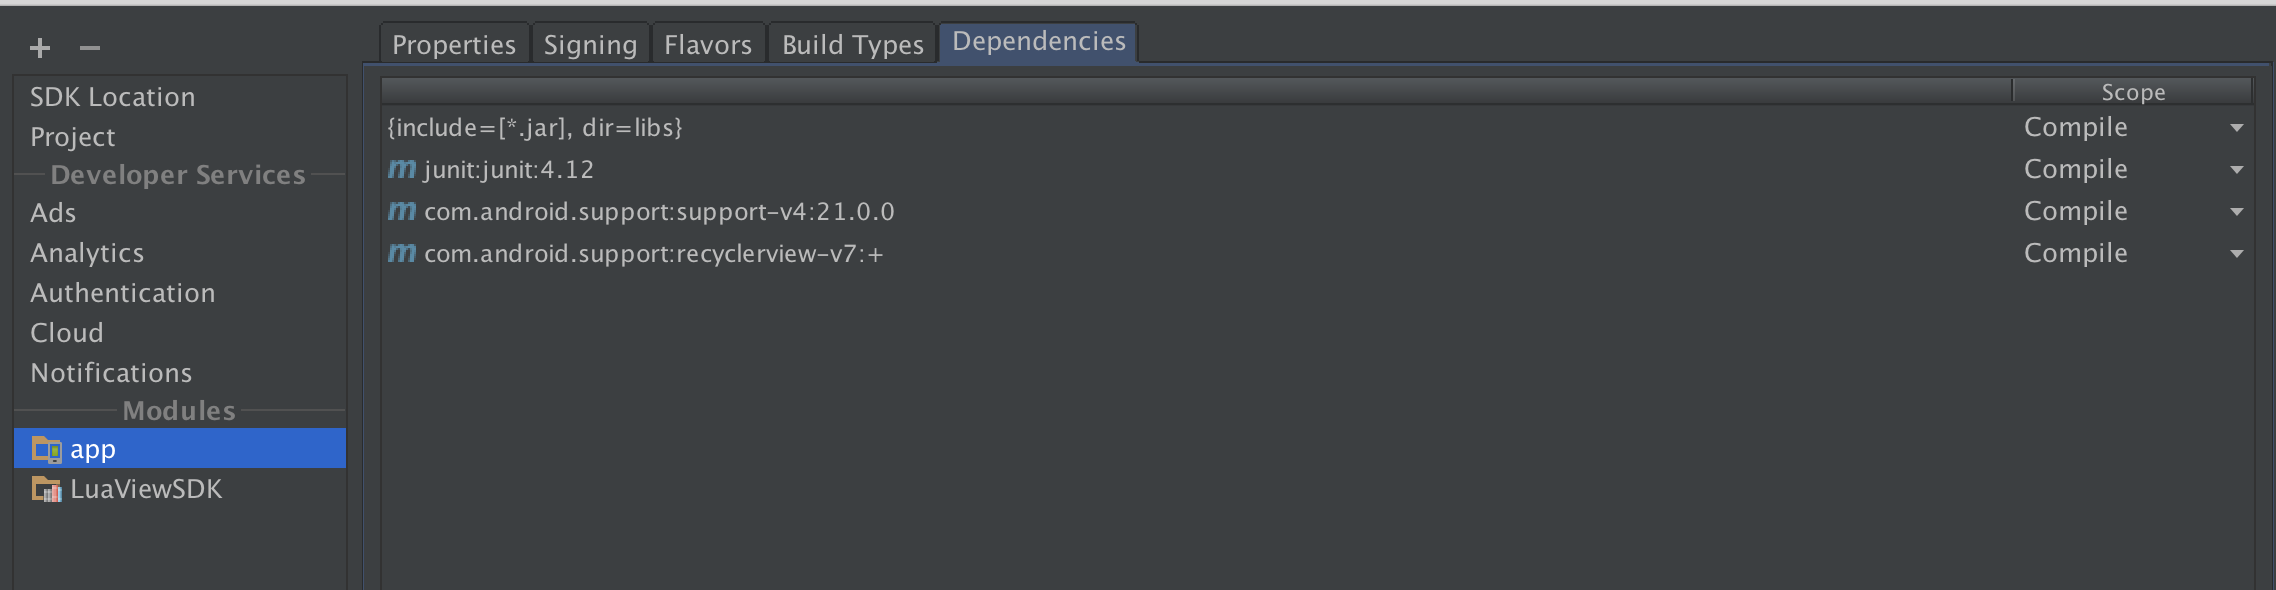 Properties
Signing
Flavors
Build Types
Dependencies
SDK Location
Project
Developer Services
Ads
Analytics
Authentication
Cloud
Notifications
Modules
app
LuaViewSDK
Scope
{include=[*.jar], dir=libs} Compile
m junit:junit:4.12 Compile
m com.android.support:support-v4:21.0.0 Compile
m com.android.support:recyclerview-v7:+ Compile